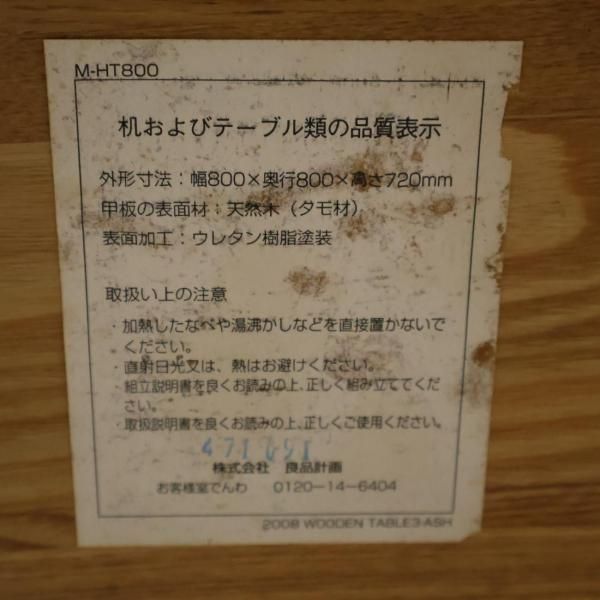 M-HT800
机およびテーブル類の品質表示
外形寸法：幅800×奥行800×高さ720mm
甲板の表面材：天然木（タモ材）
表面加工：ウレタン樹脂塗装
取扱い上の注意
・加熱したなべや湯沸かしなどを直接置かないで
ください。
・直射日光又は、熱はお避けください。
・組立説明書を良くお読みの上、正しく組み立ててくだ
さい。
・取扱説明書を良くお読みの上、正しくご使用ください。
株式会社　良品計画
お客様室でんわ　0120-14-6404
2008 WOODEN TABLE3-ASH